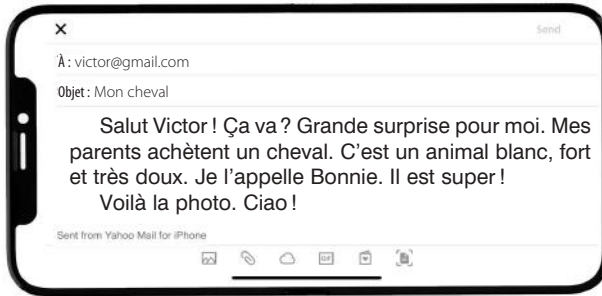 Send
À : victor@gmail.com
Objet : Mon cheval
Salut Victor ! Ça va ? Grande surprise pour moi. Mes
parents achètent un cheval. C’est un animal blanc, fort
et très doux. Je l’appelle Bonnie. Il est super !
Voilà la photo. Ciao !
Sent from Yahoo Mail for iPhone
GIF